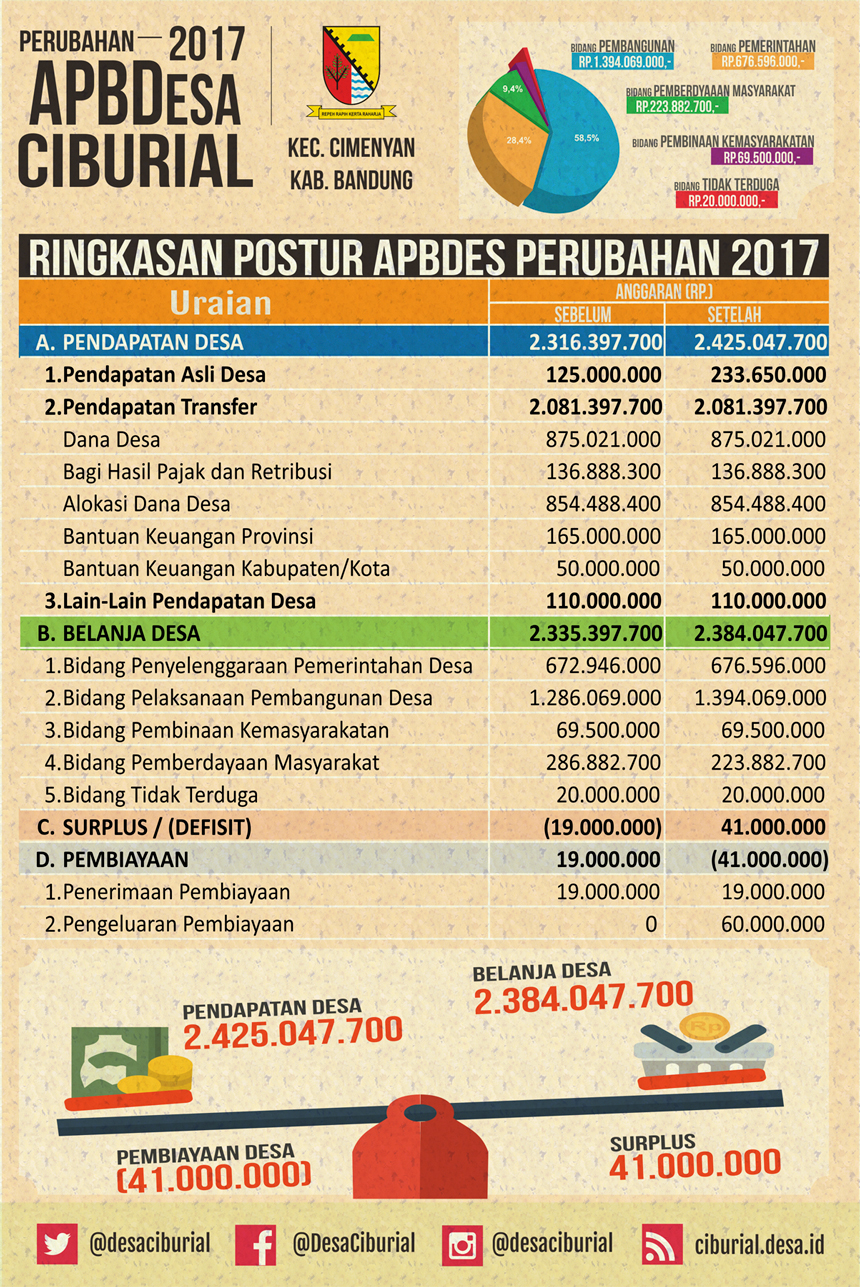 PERUBAHAN — 2017
APBDESA
CIBURIAL
REPEH RAPIH KERTA RAHARJA
KEC. CIMENYAN
KAB. BANDUNG
9,4%
28,4%
58,5%
BIDANG PEMBANGUNAN
RP.1.394.069.000,-
BIDANG PEMERINTAHAN
RP.676.596.000,-
BIDANG PEMBERDYAAAN MASYARAKAT
RP.223.882.700,-
BIDANG PEMBINAAN KEMASYARAKATAN
RP.69.500.000,-
BIDANG TIDAK TERDUGA
RP.20.000.000,-
RINGKASAN POSTUR APBDES PERUBAHAN 2017
Uraian
ANGGARAN (RP.)
SEBELUM SETELAH
A. PENDAPATAN DESA 2.316.397.700 2.425.047.700
1.Pendapatan Asli Desa 125.000.000 233.650.000
2.Pendapatan Transfer 2.081.397.700 2.081.397.700
Dana Desa 875.021.000 875.021.000
Bagi Hasil Pajak dan Retribusi 136.888.300 136.888.300
Alokasi Dana Desa 854.488.400 854.488.400
Bantuan Keuangan Provinsi 165.000.000 165.000.000
Bantuan Keuangan Kabupaten/Kota 50.000.000 50.000.000
3.Lain-Lain Pendapatan Desa 110.000.000 110.000.000
B. BELANJA DESA 2.335.397.700 2.384.047.700
1.Bidang Penyelenggaraan Pemerintahan Desa 672.946.000 676.596.000
2.Bidang Pelaksanaan Pembangunan Desa 1.286.069.000 1.394.069.000
3.Bidang Pembinaan Kemasyarakatan 69.500.000 69.500.000
4.Bidang Pemberdayaan Masyarakat 286.882.700 223.882.700
5.Bidang Tidak Terduga 20.000.000 20.000.000
C. SURPLUS / (DEFISIT) (19.000.000) 41.000.000
D. PEMBIAYAAN 19.000.000 (41.000.000)
1.Penerimaan Pembiayaan 19.000.000 19.000.000
2.Pengeluaran Pembiayaan 0 60.000.000
PENDAPATAN DESA
2.425.047.700
BELANJA DESA
2.384.047.700
Rp
PEMBIAYAAN DESA
(41.000.000)
SURPLUS
41.000.000
@desaciburial @DesaCiburial @desaciburial ciburial.desa.id